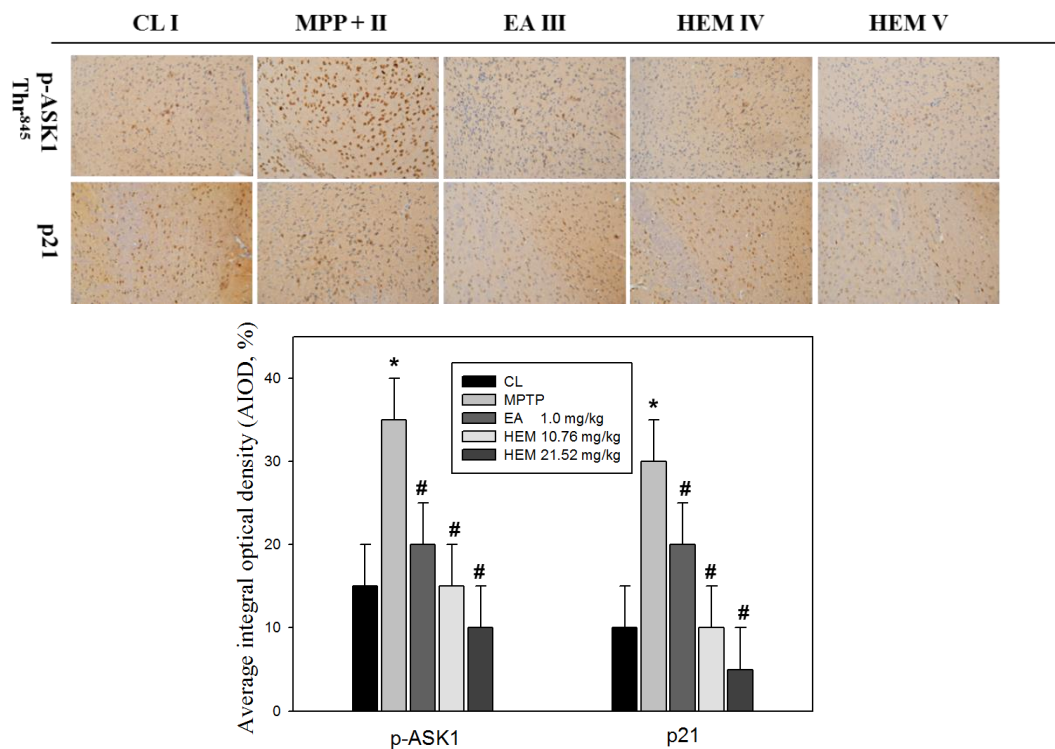 CL I MPP + II EA III HEM IV HEM V
p-ASK1
Thr⁸⁴⁵
p21
Average integral optical density (AIOD, %)
40
30
20
10
0
*
#
#
#
*
#
#
#
CL
MPTP
EA 1.0 mg/kg
HEM 10.76 mg/kg
HEM 21.52 mg/kg
p-ASK1 p21